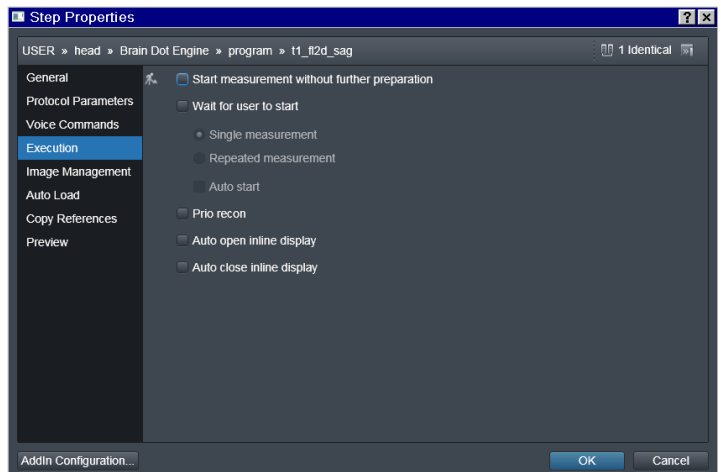 Step Properties
USER » head » Brain Dot Engine » program » t1_fl2d_sag
1 Identical
General
Protocol Parameters
Voice Commands
Execution
Image Management
Auto Load
Copy References
Preview
Start measurement without further preparation
Wait for user to start
Single measurement
Repeated measurement
Auto start
Prio recon
Auto open inline display
Auto close inline display
AddIn Configuration...
OK
Cancel